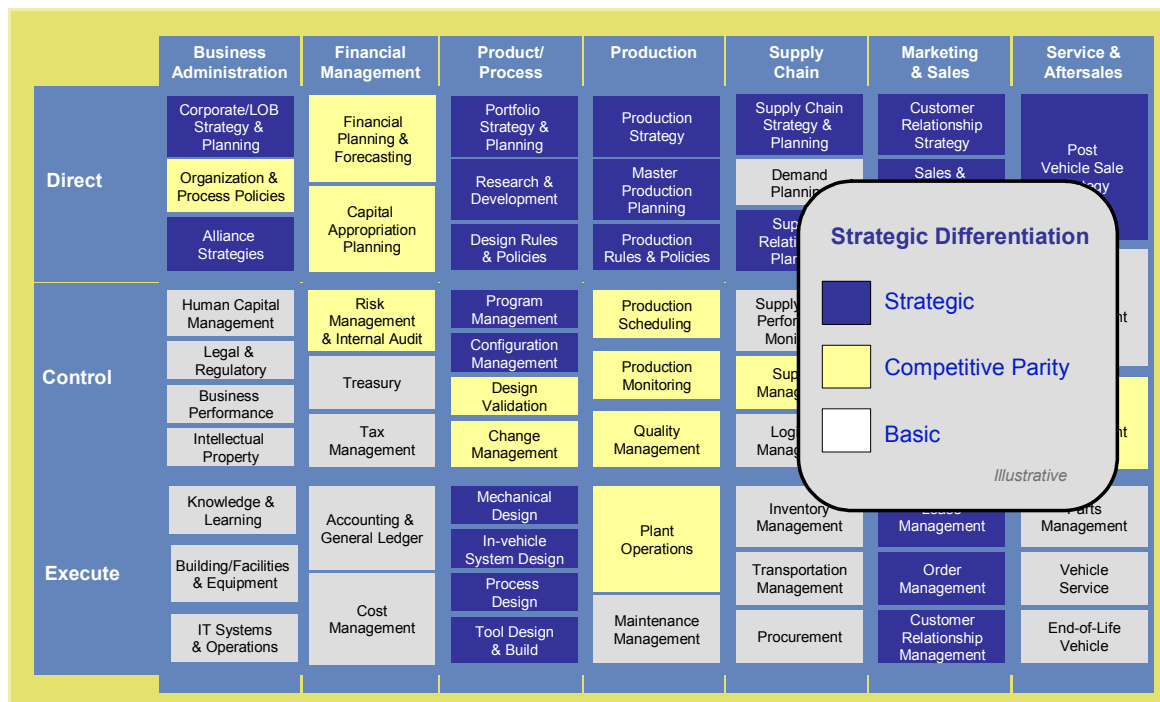 Business
Administration
Financial
Management
Product/
Process
Production
Supply
Chain
Marketing
& Sales
Service &
Aftersales
Direct
Corporate/LOB
Strategy &
Planning
Organization &
Process Policies
Alliance
Strategies
Financial
Planning &
Forecasting
Capital
Appropriation
Planning
Portfolio
Strategy &
Planning
Research &
Development
Design Rules
& Policies
Production
Strategy
Master
Production
Planning
Production
Rules & Policies
Supply Chain
Strategy &
Planning
Demand
Planning
Customer
Relationship
Strategy
Sales &
Post
Vehicle Sale
Control
Human Capital
Management
Legal &
Regulatory
Business
Performance
Intellectual
Property
Risk
Management
& Internal Audit
Treasury
Tax
Management
Program
Management
Configuration
Management
Design
Validation
Change
Management
Production
Scheduling
Production
Monitoring
Quality
Management
Supply
Execute
Knowledge &
Learning
Building/Facilities
& Equipment
IT Systems
& Operations
Accounting &
General Ledger
Cost
Management
Mechanical
Design
In-vehicle
System Design
Process
Design
Tool Design
& Build
Plant
Operations
Maintenance
Management
Inventory
Management
Transportation
Management
Procurement
Lease
Management
Order
Management
Customer
Relationship
Management
Parts
Management
Vehicle
Service
End-of-Life
Vehicle
Strategic Differentiation
Strategic
Competitive Parity
Basic
Illustrative